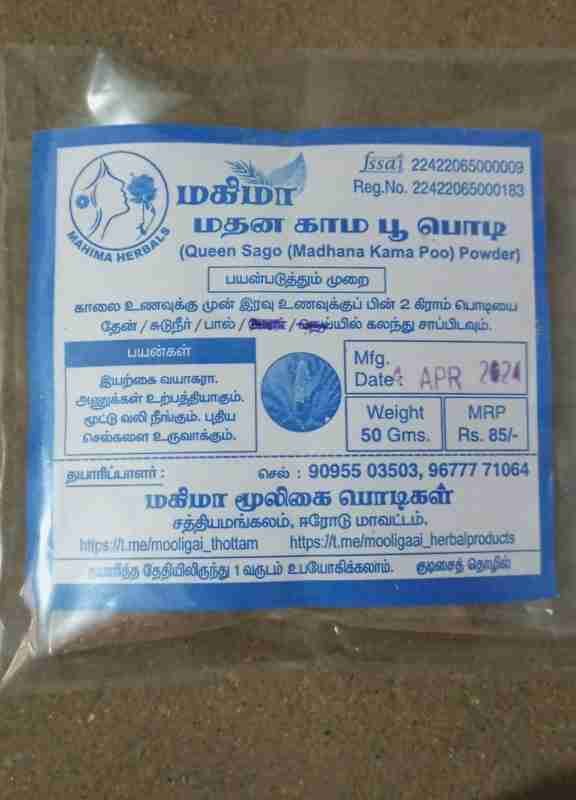 fssai 22422065000009
Reg.No. 22422065000183
MAHIMA HERBALS
மகிமா
மதன காம பூ பொடி
(Queen Sago (Madhana Kama Poo) Powder)
பயன்படுத்தும் முறை
காலை உணவுக்கு முன் இரவு உணவுக்குப் பின் 2 கிராம் பொடியை
தேன் / சுடுநீர் / பால் / நெய்யில் கலந்து சாப்பிடவும்.
பயன்கள்
இயற்கை வயாகரா.
அணுக்கள் உற்பத்தியாகும்.
மூட்டு வலி நீங்கும். புதிய
செல்களை உருவாக்கும்.
Mfg.
Date: APR 2024
Weight
50 Gms.
MRP
Rs. 85/-
தயாரிப்பாளர் : செல் : 90955 03503, 96777 71064
மகிமா மூலிகை பொடிகள்
சத்தியமங்கலம், ஈரோடு மாவட்டம்.
https://t.me/mooligai_thottam https://t.me/mooligaai_herbalproducts
தயாரித்த தேதியிலிருந்து 1 வருடம் உபயோகிக்கலாம். குடிசைத் தொழில்